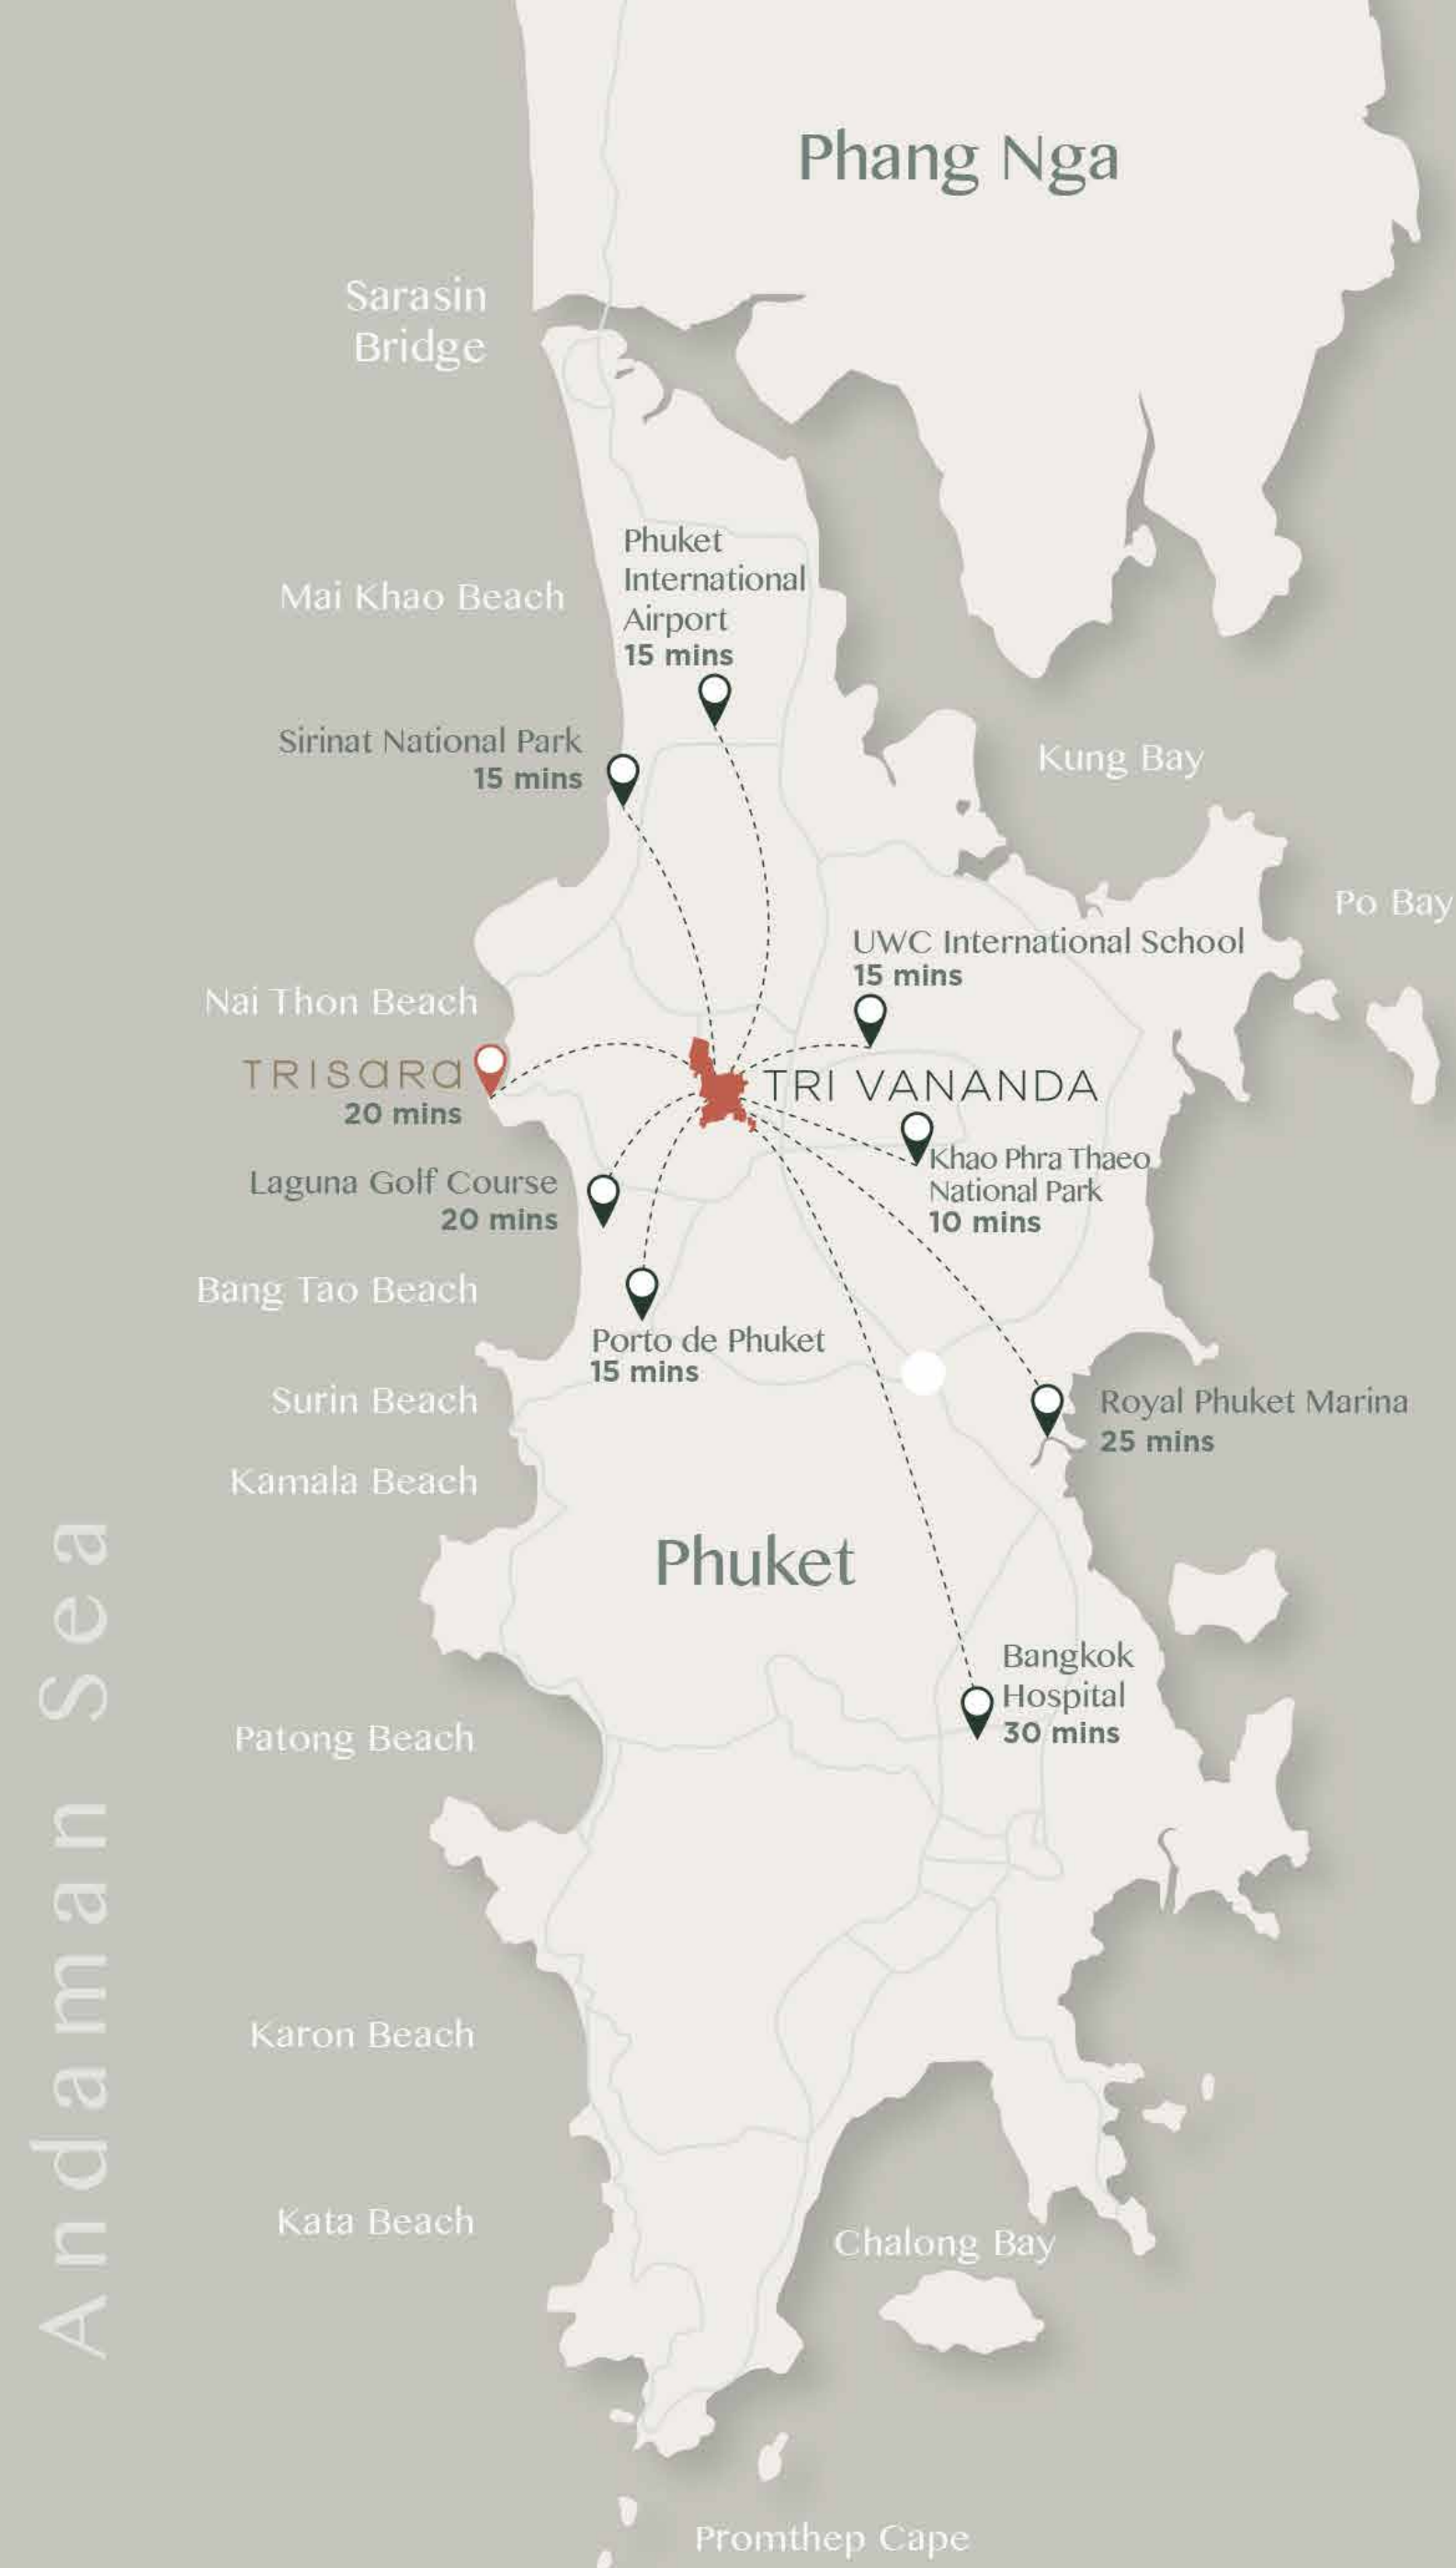 Phang Nga
Sarasin
Bridge
Phuket
International
Airport
15 mins
Mai Khao Beach
Sirinat National Park
15 mins
Kung Bay
Po Bay
UWC International School
15 mins
Nai Thon Beach
TRISARA
20 mins
TRI VANANDA
Khao Phra Thaeo
National Park
10 mins
Laguna Golf Course
20 mins
Bang Tao Beach
Porto de Phuket
15 mins
Surin Beach
Royal Phuket Marina
25 mins
Kamala Beach
Phuket
Bangkok
Hospital
30 mins
Patong Beach
Andaman Sea
Karon Beach
Kata Beach
Chalong Bay
Promthep Cape